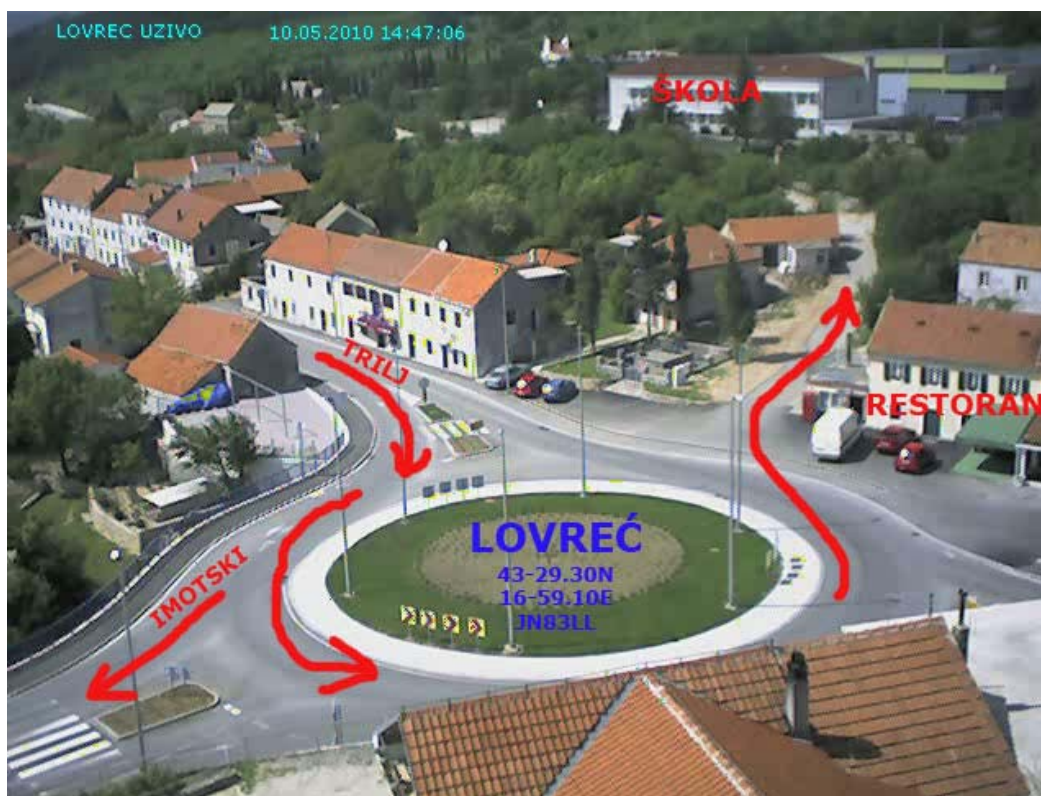 LOVREC UZIVO 10.05.2010 14:47:06
ŠKOLA
TRILJ
RESTORAN
LOVREĆ
43-29.30N
16-59.10E
JN83LL
IMOTSKI